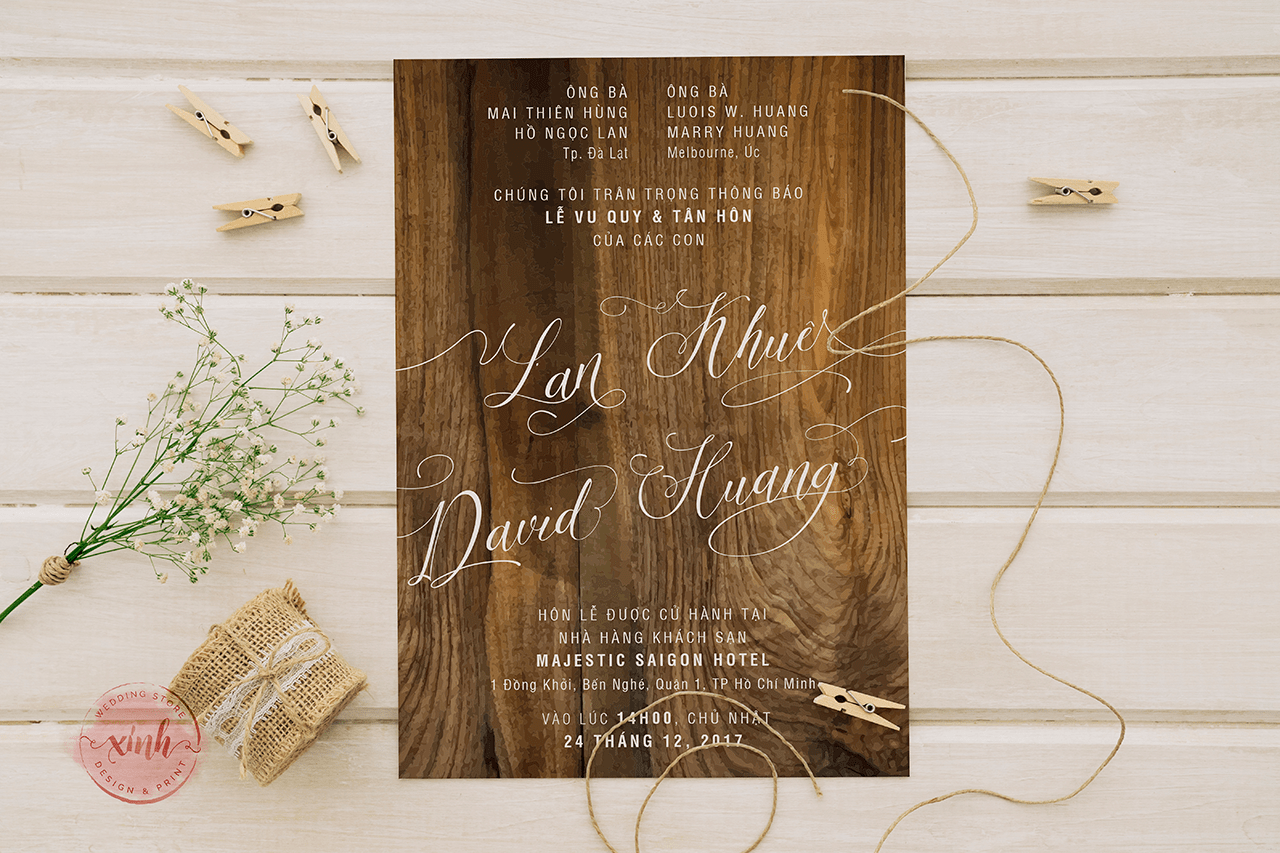 ÔNG BÀ
MAI THIÊN HÙNG
HỒ NGỌC LAN
Tp. Đà Lạt
ÔNG BÀ
LUOIS W. HUANG
MARRY HUANG
Melbourne, Úc
CHÚNG TÔI TRÂN TRỌNG THÔNG BÁO
LỄ VU QUY & TÂN HÔN
CỦA CÁC CON
Lan Khuê
David Huang
HÔN LỄ ĐƯỢC CỬ HÀNH TẠI
NHÀ HÀNG KHÁCH SẠN
MAJESTIC SAIGON HOTEL
1 Đồng Khởi, Bến Nghé, Quận 1, TP Hồ Chí Minh
VÀO LÚC 14H00, CHỦ NHẬT
24 THÁNG 12, 2017
WEDDING STORE
xinh
DESIGN & PRINT